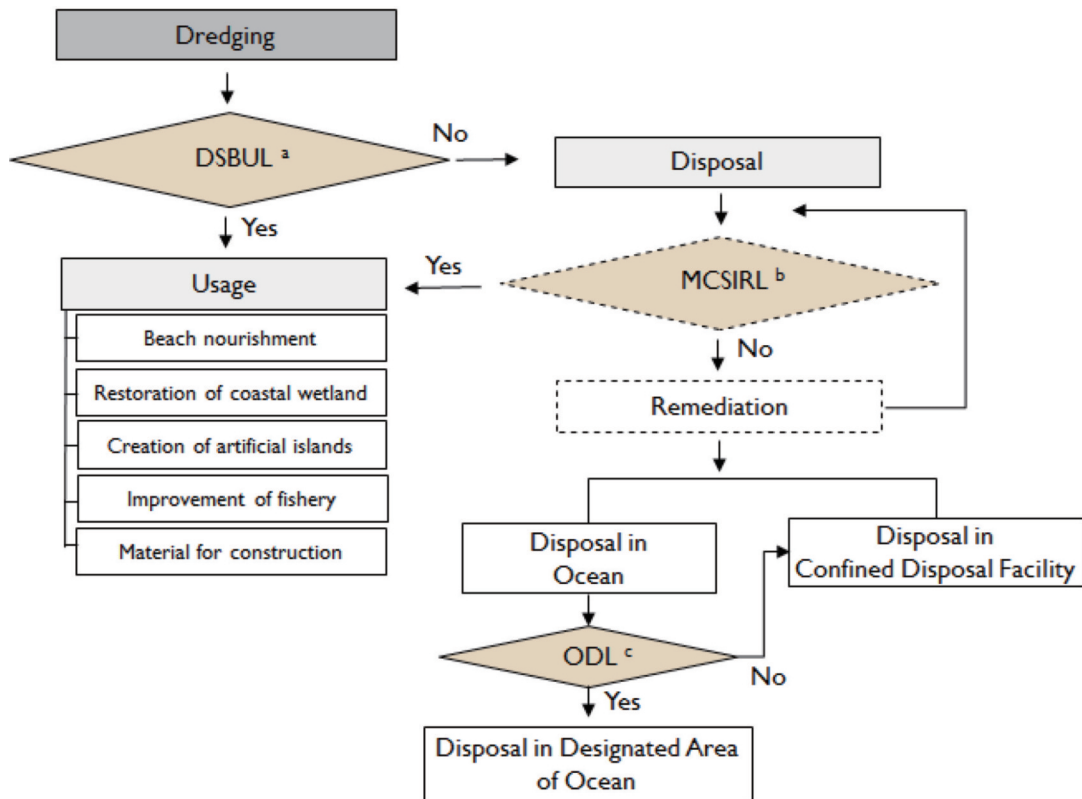 Dredging
DSBUL a
No
Yes
Disposal
MCSIRL b
Yes
No
Usage
Beach nourishment
Restoration of coastal wetland
Creation of artificial islands
Improvement of fishery
Material for construction
Remediation
Disposal in
Ocean
Disposal in
Confined Disposal Facility
ODL c
No
Yes
Disposal in Designated Area
of Ocean